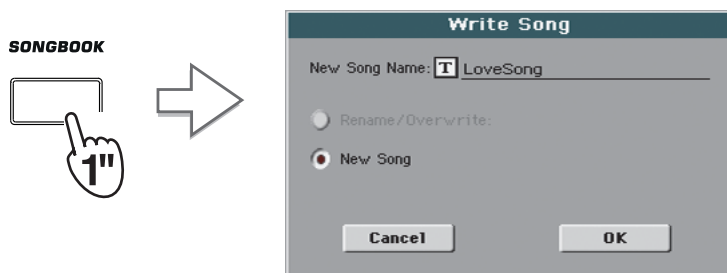 SONGBOOK
1"
Write Song
New Song Name: T LoveSong
Rename/Overwrite:
New Song
Cancel OK